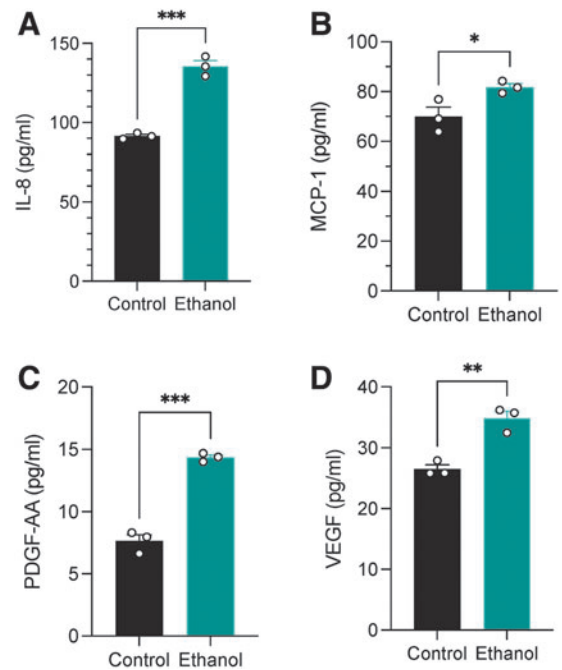 A
***
IL-8 (pg/ml)
150
100
50
0
Control Ethanol
B
*
MCP-1 (pg/ml)
100
80
60
40
20
0
Control Ethanol
C
***
PDGF-AA (pg/ml)
20
15
10
5
0
Control Ethanol
D
**
VEGF (pg/ml)
40
30
20
10
0
Control Ethanol